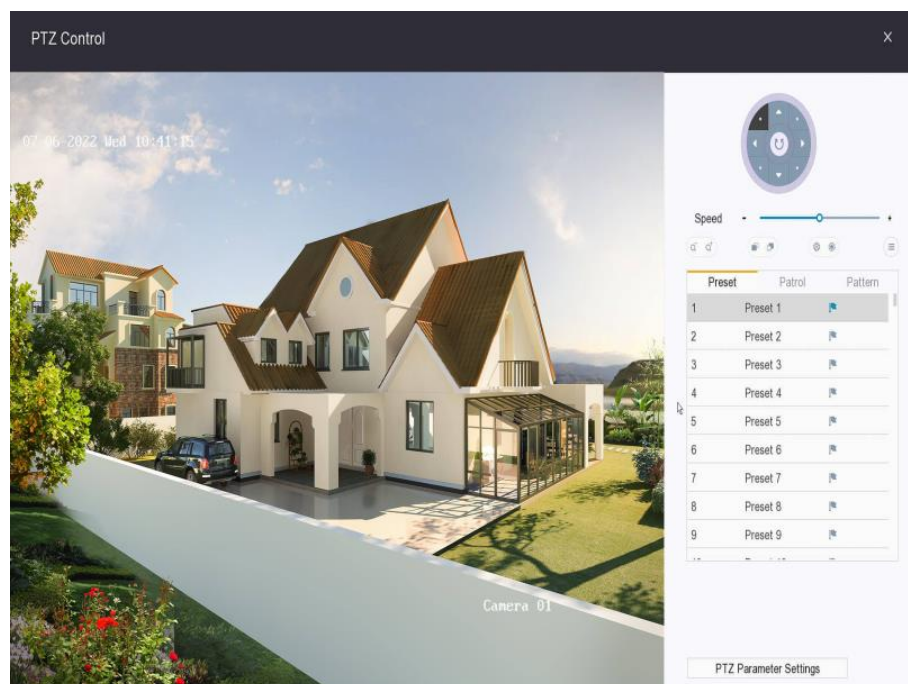 PTZ Control
X
07-06-2022 Wed 10:41:15
Speed - +
Preset Patrol Pattern
1 Preset 1
2 Preset 2
3 Preset 3
4 Preset 4
5 Preset 5
6 Preset 6
7 Preset 7
8 Preset 8
9 Preset 9
Camera 01
PTZ Parameter Settings